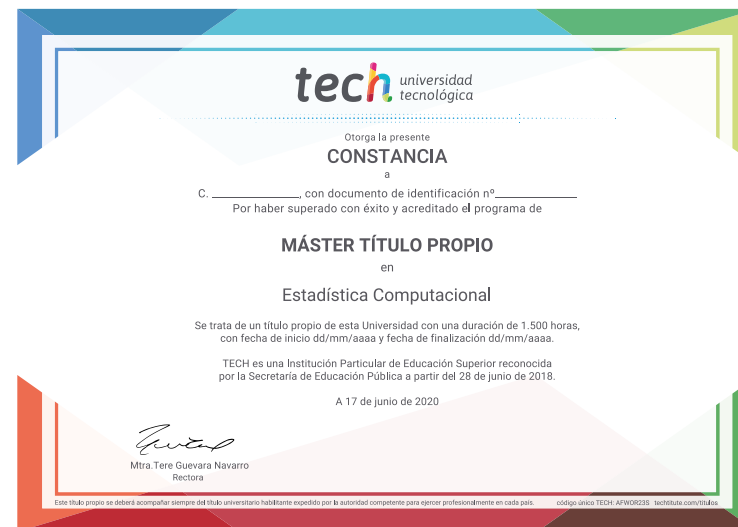 tech universidad
tecnológica
Otorga la presente
CONSTANCIA
a
C. ______________, con documento de identificación nº______________
Por haber superado con éxito y acreditado el programa de
MÁSTER TÍTULO PROPIO
en
Estadística Computacional
Se trata de un título propio de esta Universidad con una duración de 1.500 horas,
con fecha de inicio dd/mm/aaaa y fecha de finalización dd/mm/aaaa.
TECH es una Institución Particular de Educación Superior reconocida
por la Secretaría de Educación Pública a partir del 28 de junio de 2018.
A 17 de junio de 2020
Mtra.Tere Guevara Navarro
Rectora
Este título propio se deberá acompañar siempre del título universitario habilitante expedido por la autoridad competente para ejercer profesionalmente en cada país. código único TECH: AFWOR23S techtitute.com/titulos